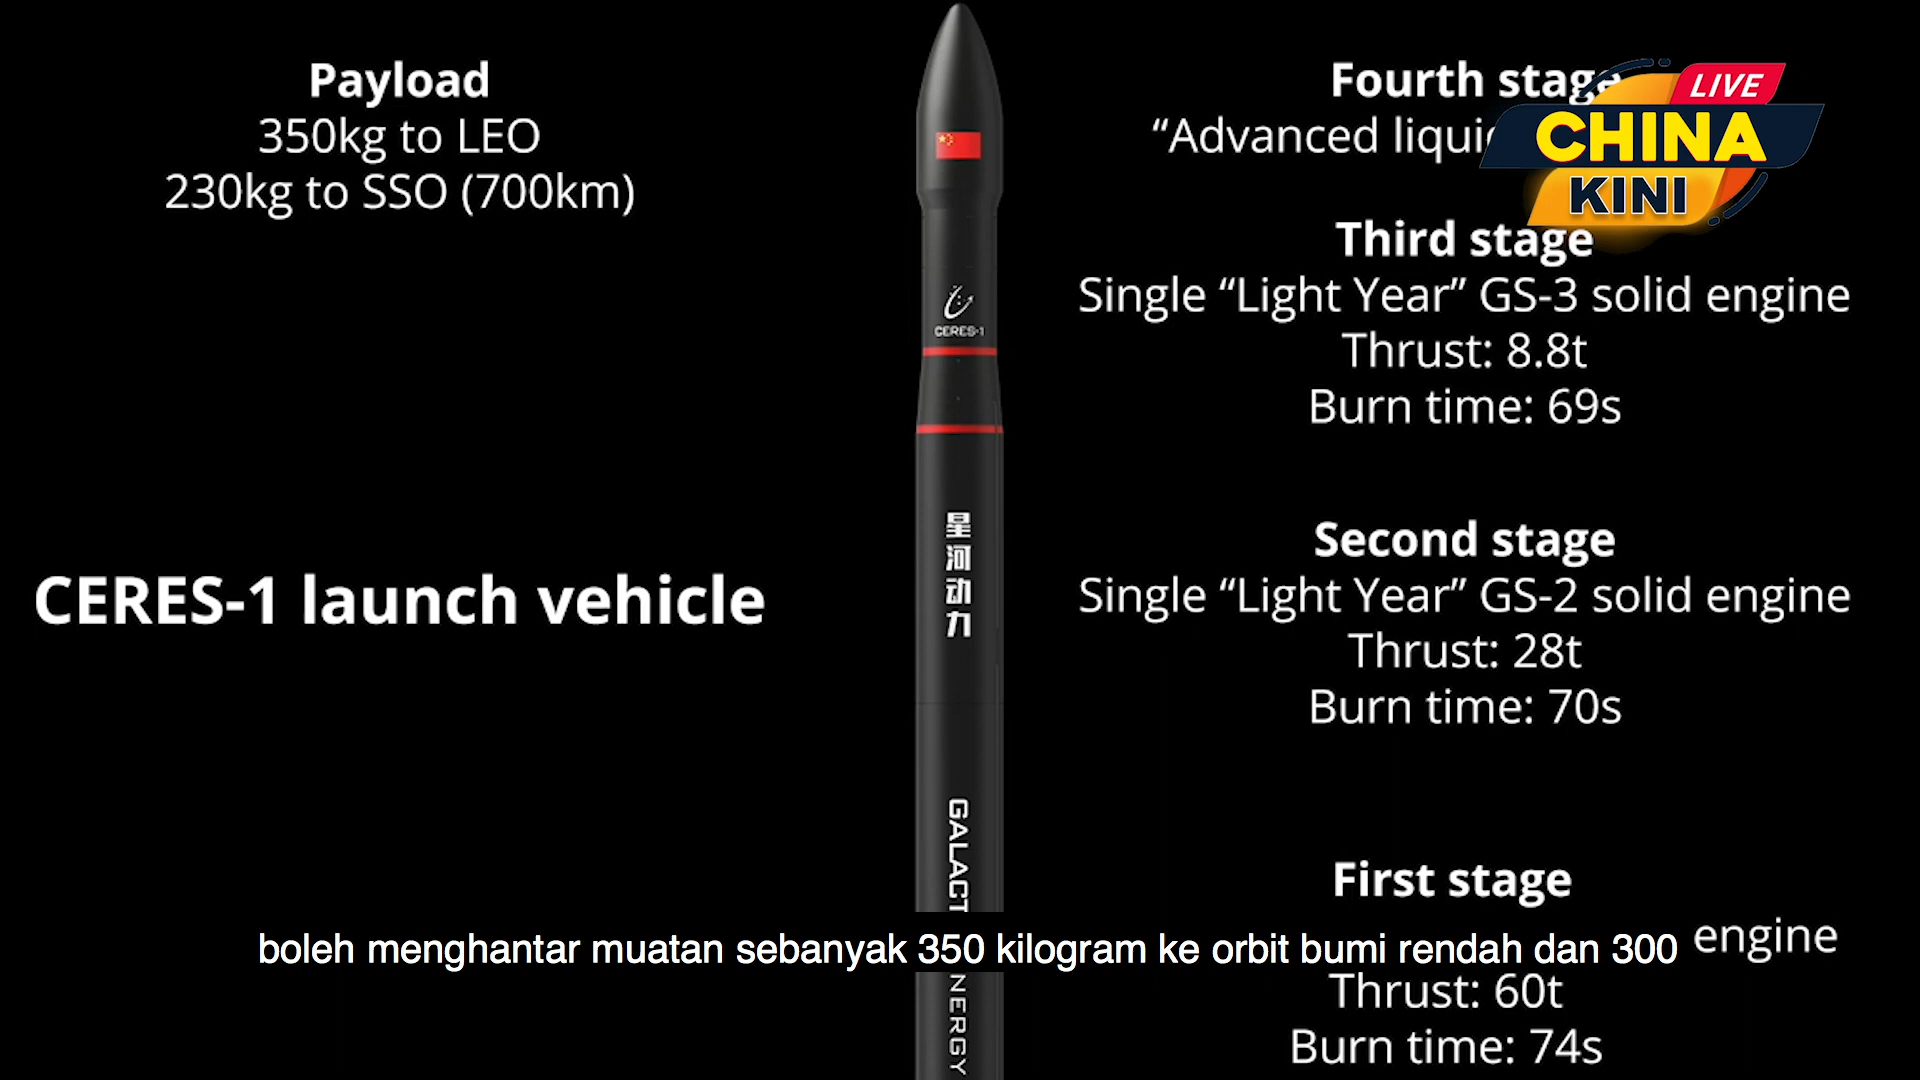 Payload
350kg to LEO
230kg to SSO (700km)
CERES-1 launch vehicle
CERES-1
星河动力
GALACT
NERGY
Fourth stage
“Advanced liqui
LIVE
CHINA
KINI
Third stage
Single “Light Year” GS-3 solid engine
Thrust: 8.8t
Burn time: 69s
Second stage
Single “Light Year” GS-2 solid engine
Thrust: 28t
Burn time: 70s
First stage
engine
Thrust: 60t
Burn time: 74s
boleh menghantar muatan sebanyak 350 kilogram ke orbit bumi rendah dan 300